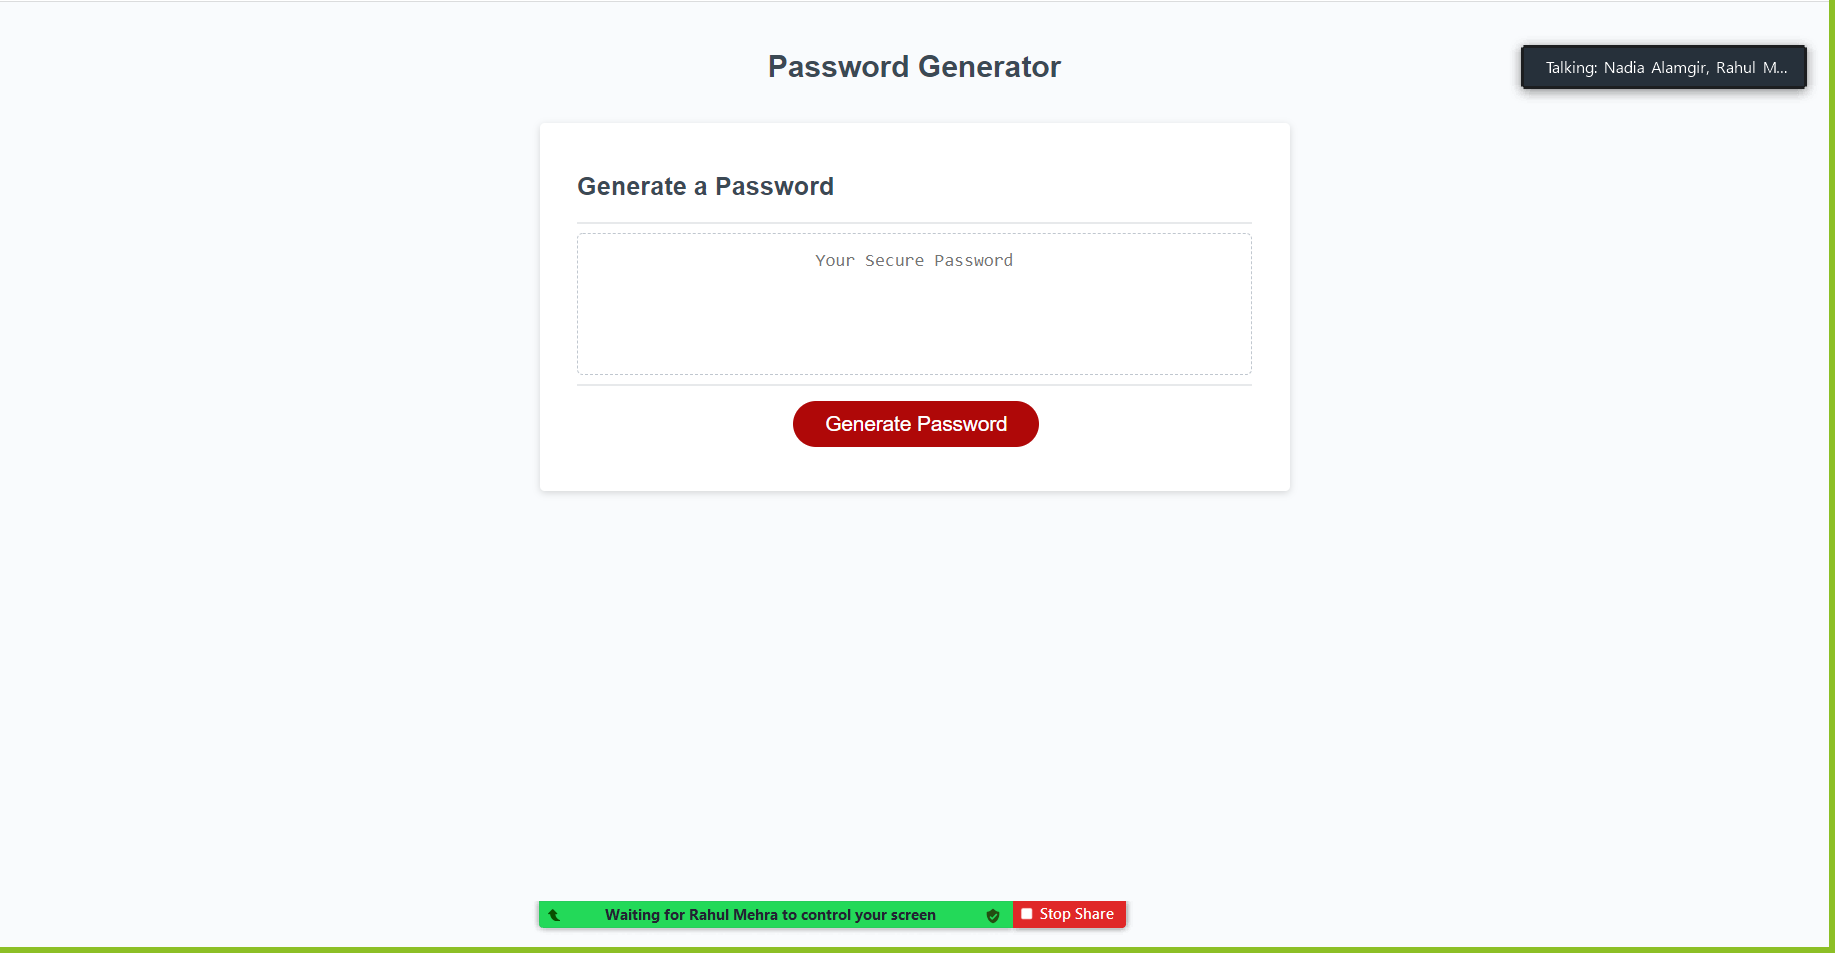 Password Generator
Talking: Nadia Alamgir, Rahul M...
Generate a Password
Your Secure Password
Generate Password
Waiting for Rahul Mehra to control your screen
Stop Share